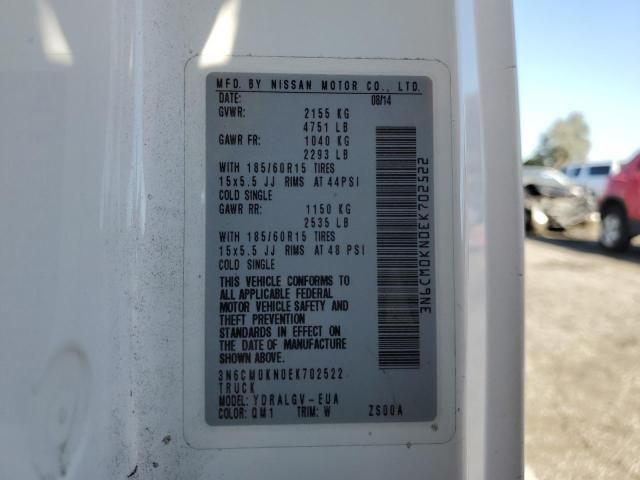 MFD. BY NISSAN MOTOR CO., LTD.
DATE: 08/14
GVWR: 2155 KG
4751 LB
GAWR FR: 1040 KG
2293 LB
WITH 185/60R15 TIRES
15x5.5 JJ RIMS AT 44PSI
COLD SINGLE
GAWR RR: 1150 KG
2535 LB
WITH 185/60R15 TIRES
15x5.5 JJ RIMS AT 48 PSI
COLD SINGLE
THIS VEHICLE CONFORMS TO
ALL APPLICABLE FEDERAL
MOTOR VEHICLE SAFETY AND
THEFT PREVENTION
STANDARDS IN EFFECT ON
THE DATE OF MANUFACTURE
SHOWN ABOVE.
3N6CM0KN0EK702522
TRUCK
MODEL: YDRALGV-EUA
COLOR: QM1 TRIM: W ZS00A
3N6CM0KN0EK702522